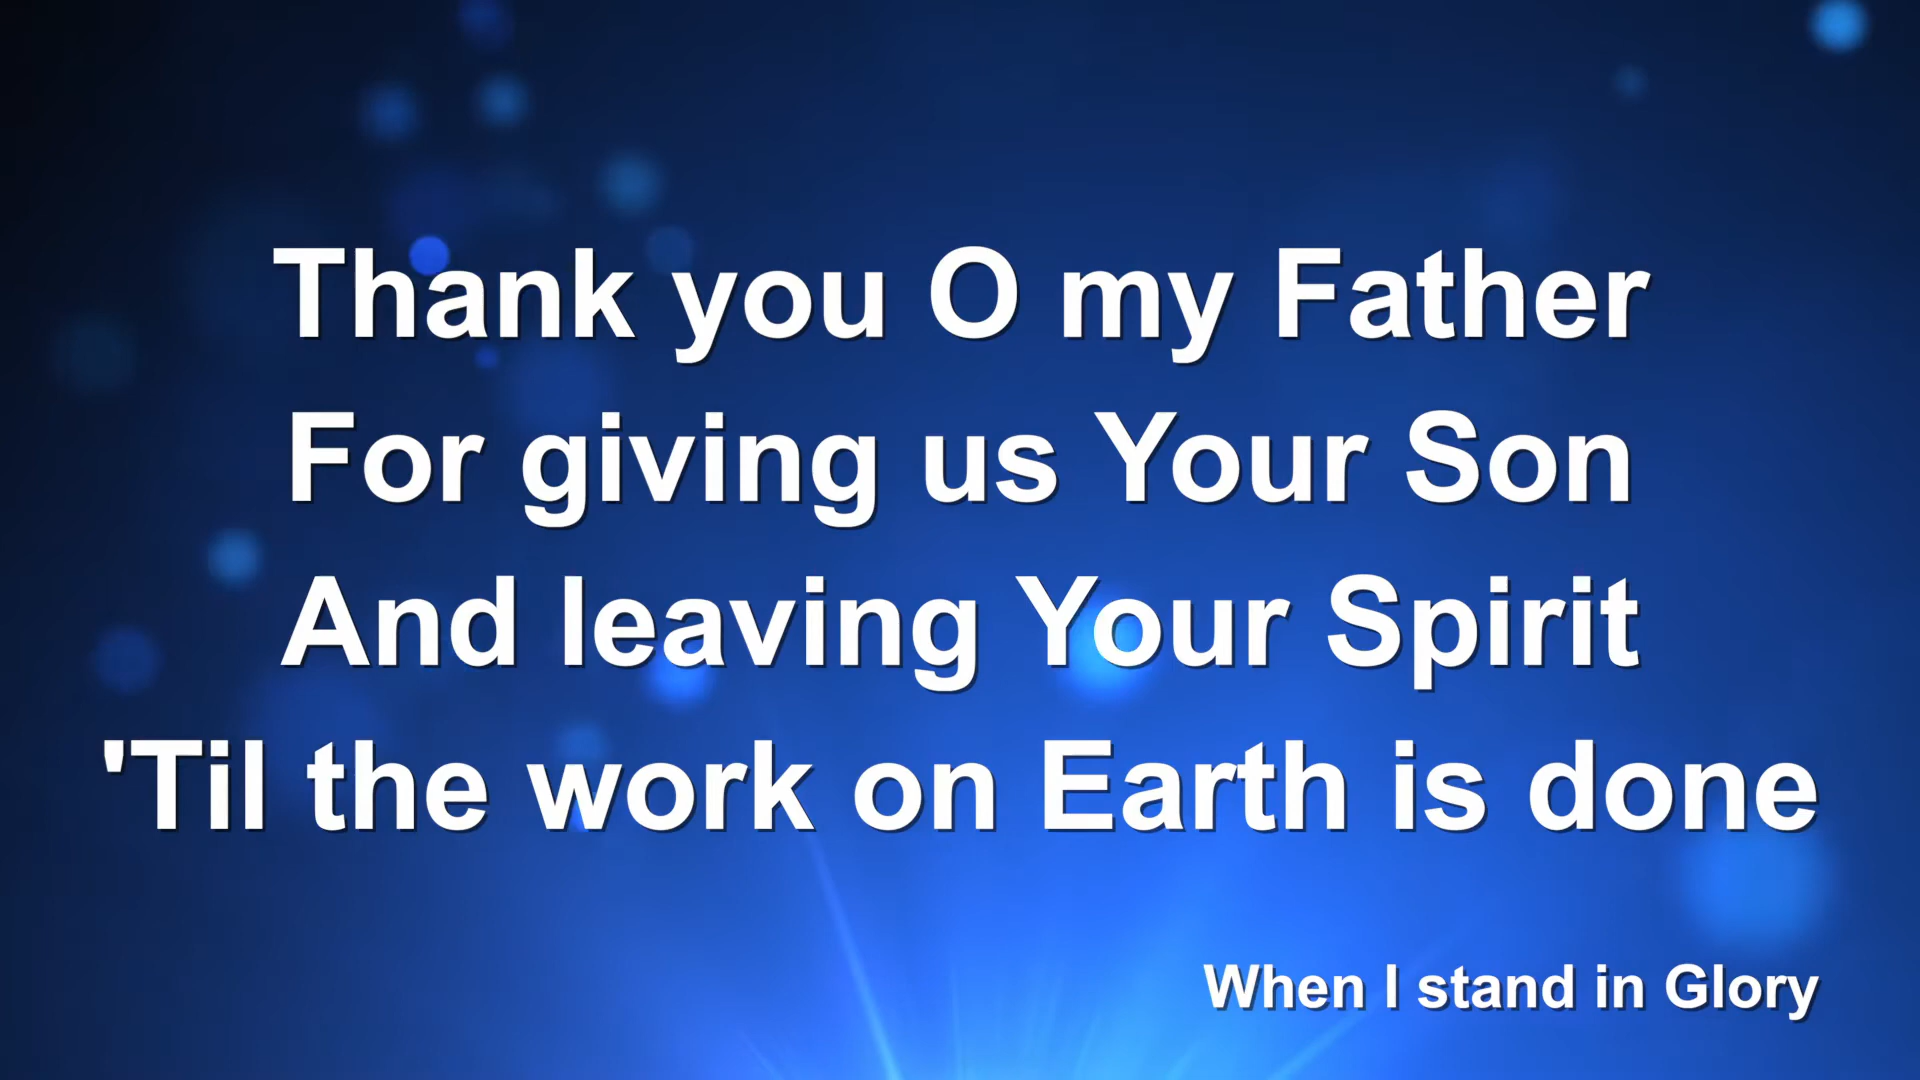 Thank you O my Father
For giving us Your Son
And leaving Your Spirit
'Til the work on Earth is done
When I stand in Glory